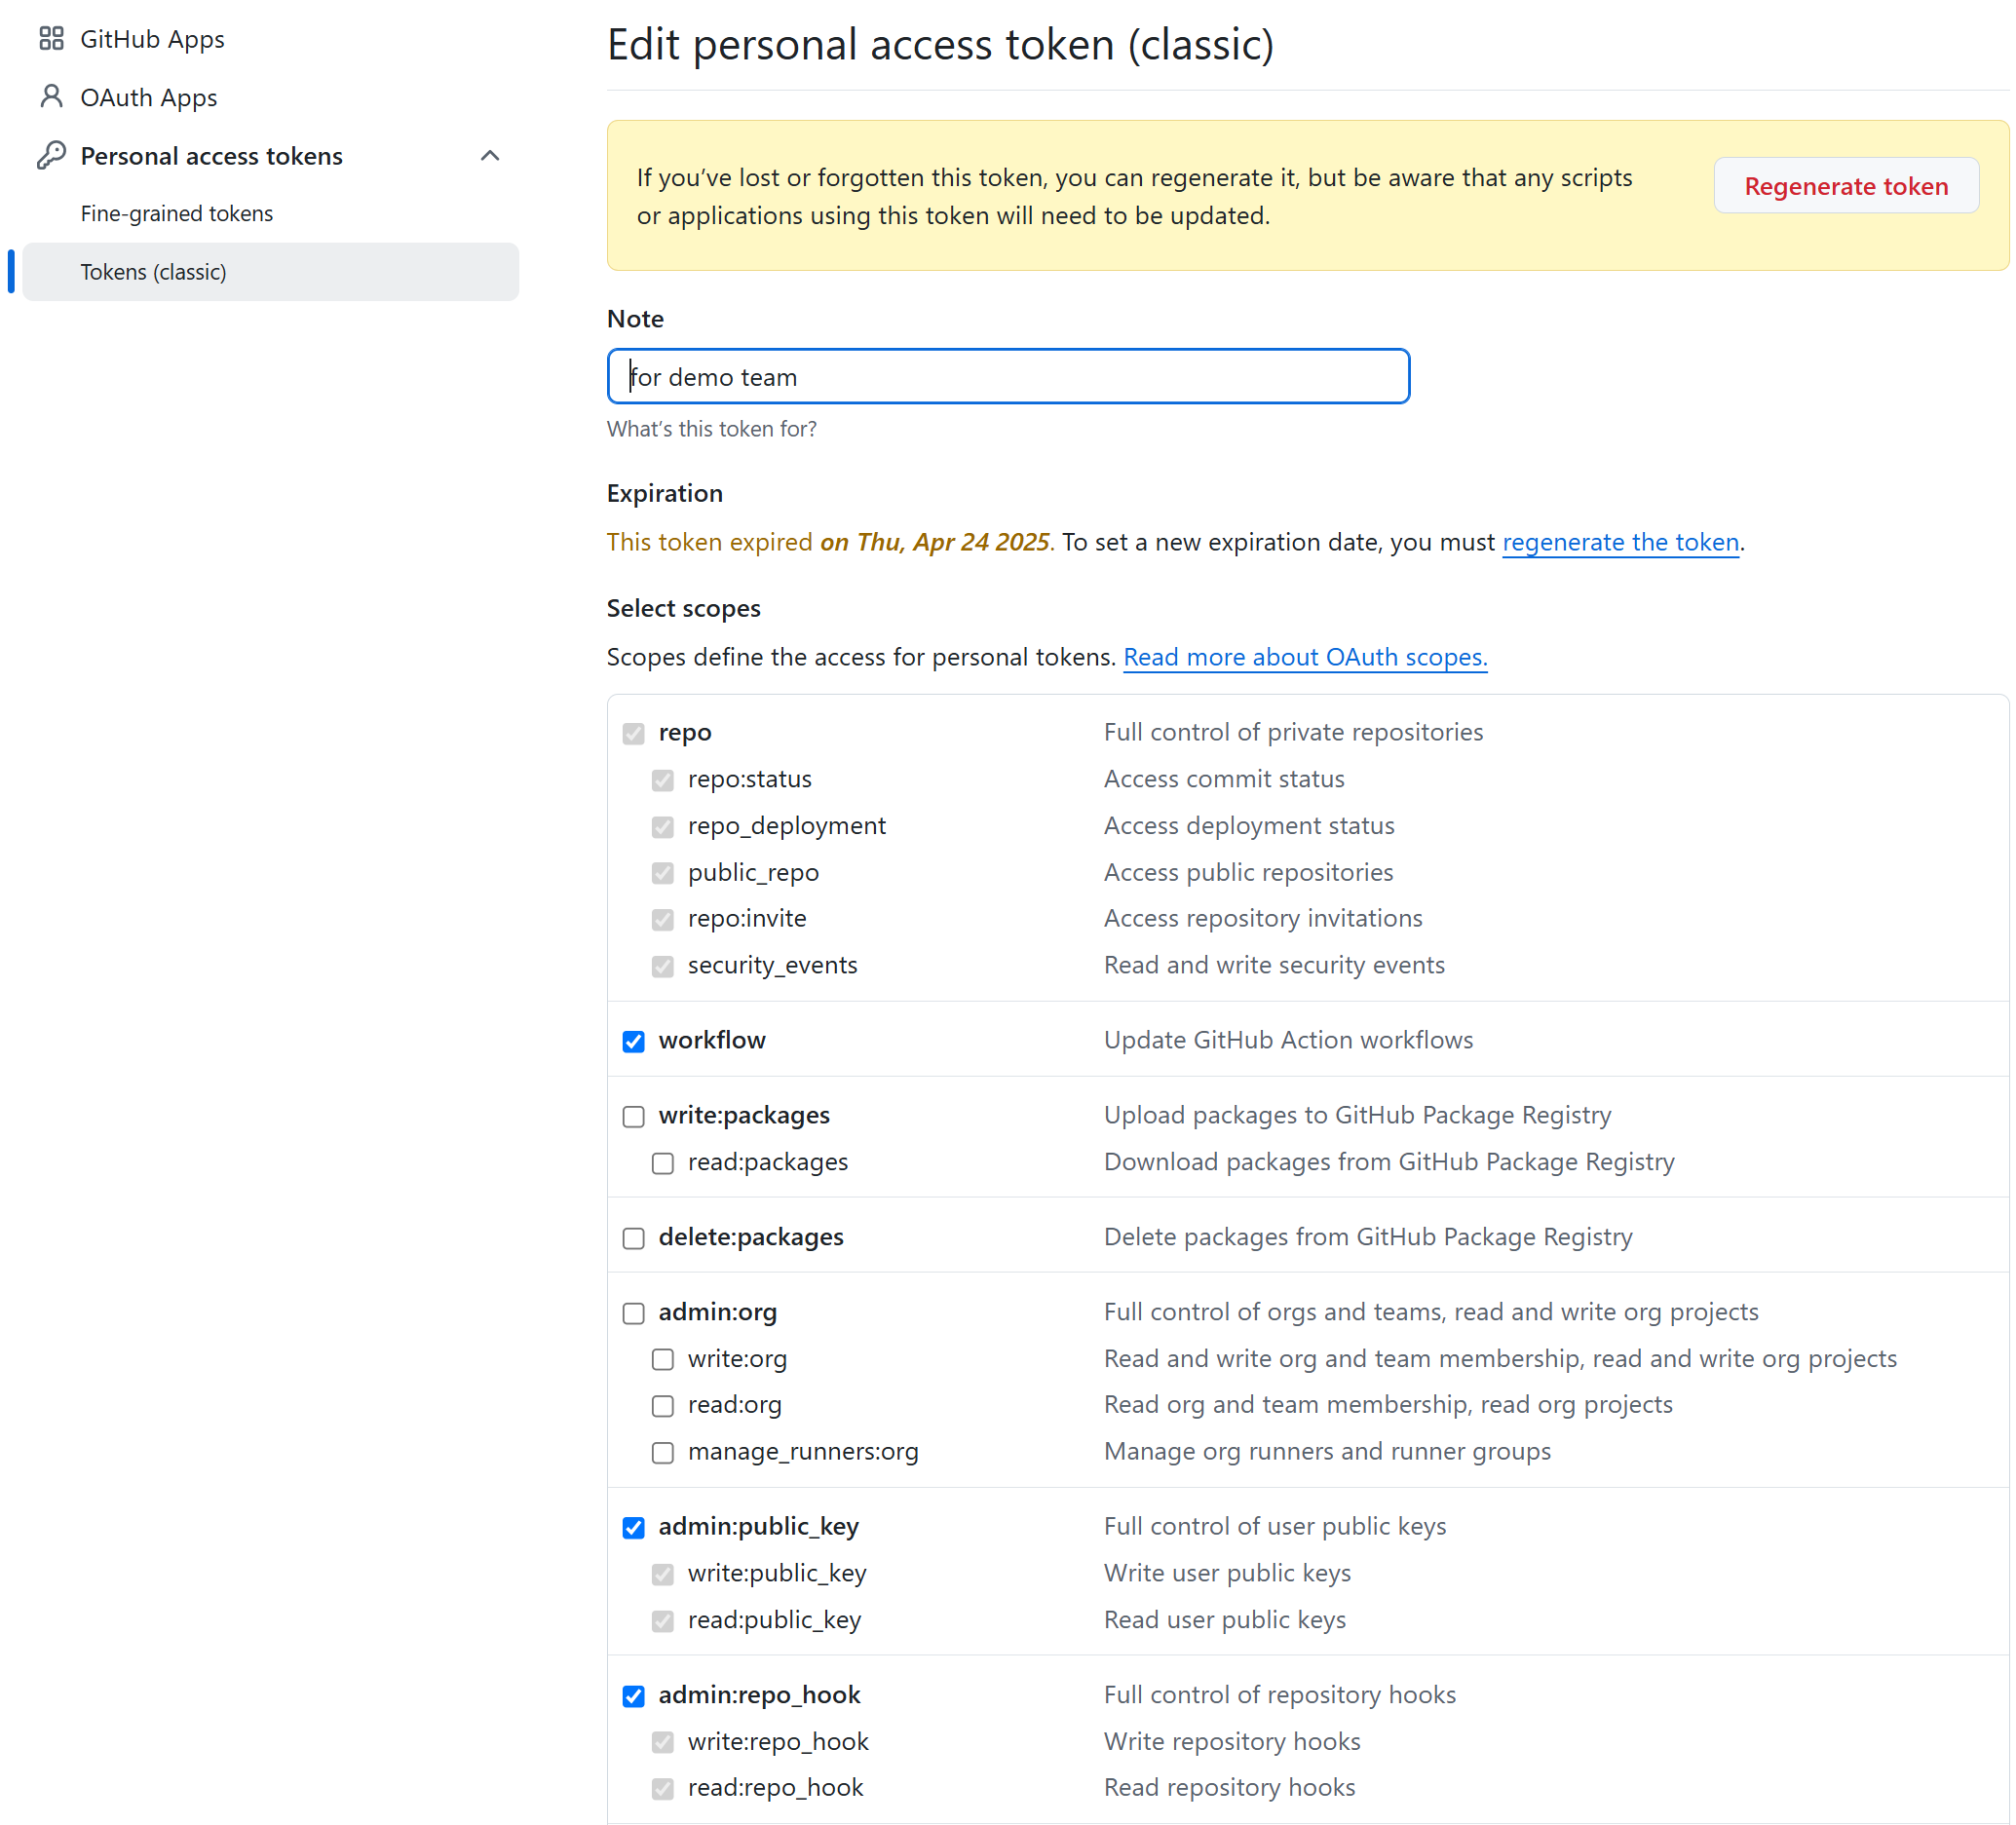 GitHub Apps
OAuth Apps
Personal access tokens
Fine-grained tokens
Tokens (classic)
Edit personal access token (classic)
If you’ve lost or forgotten this token, you can regenerate it, but be aware that any scripts
or applications using this token will need to be updated.
Regenerate token
Note
for demo team
What’s this token for?
Expiration
This token expired on Thu, Apr 24 2025. To set a new expiration date, you must regenerate the token.
Select scopes
Scopes define the access for personal tokens. Read more about OAuth scopes.
repo Full control of private repositories
repo:status Access commit status
repo_deployment Access deployment status
public_repo Access public repositories
repo:invite Access repository invitations
security_events Read and write security events
workflow Update GitHub Action workflows
write:packages Upload packages to GitHub Package Registry
read:packages Download packages from GitHub Package Registry
delete:packages Delete packages from GitHub Package Registry
admin:org Full control of orgs and teams, read and write org projects
write:org Read and write org and team membership, read and write org projects
read:org Read org and team membership, read org projects
manage_runners:org Manage org runners and runner groups
admin:public_key Full control of user public keys
write:public_key Write user public keys
read:public_key Read user public keys
admin:repo_hook Full control of repository hooks
write:repo_hook Write repository hooks
read:repo_hook Read repository hooks